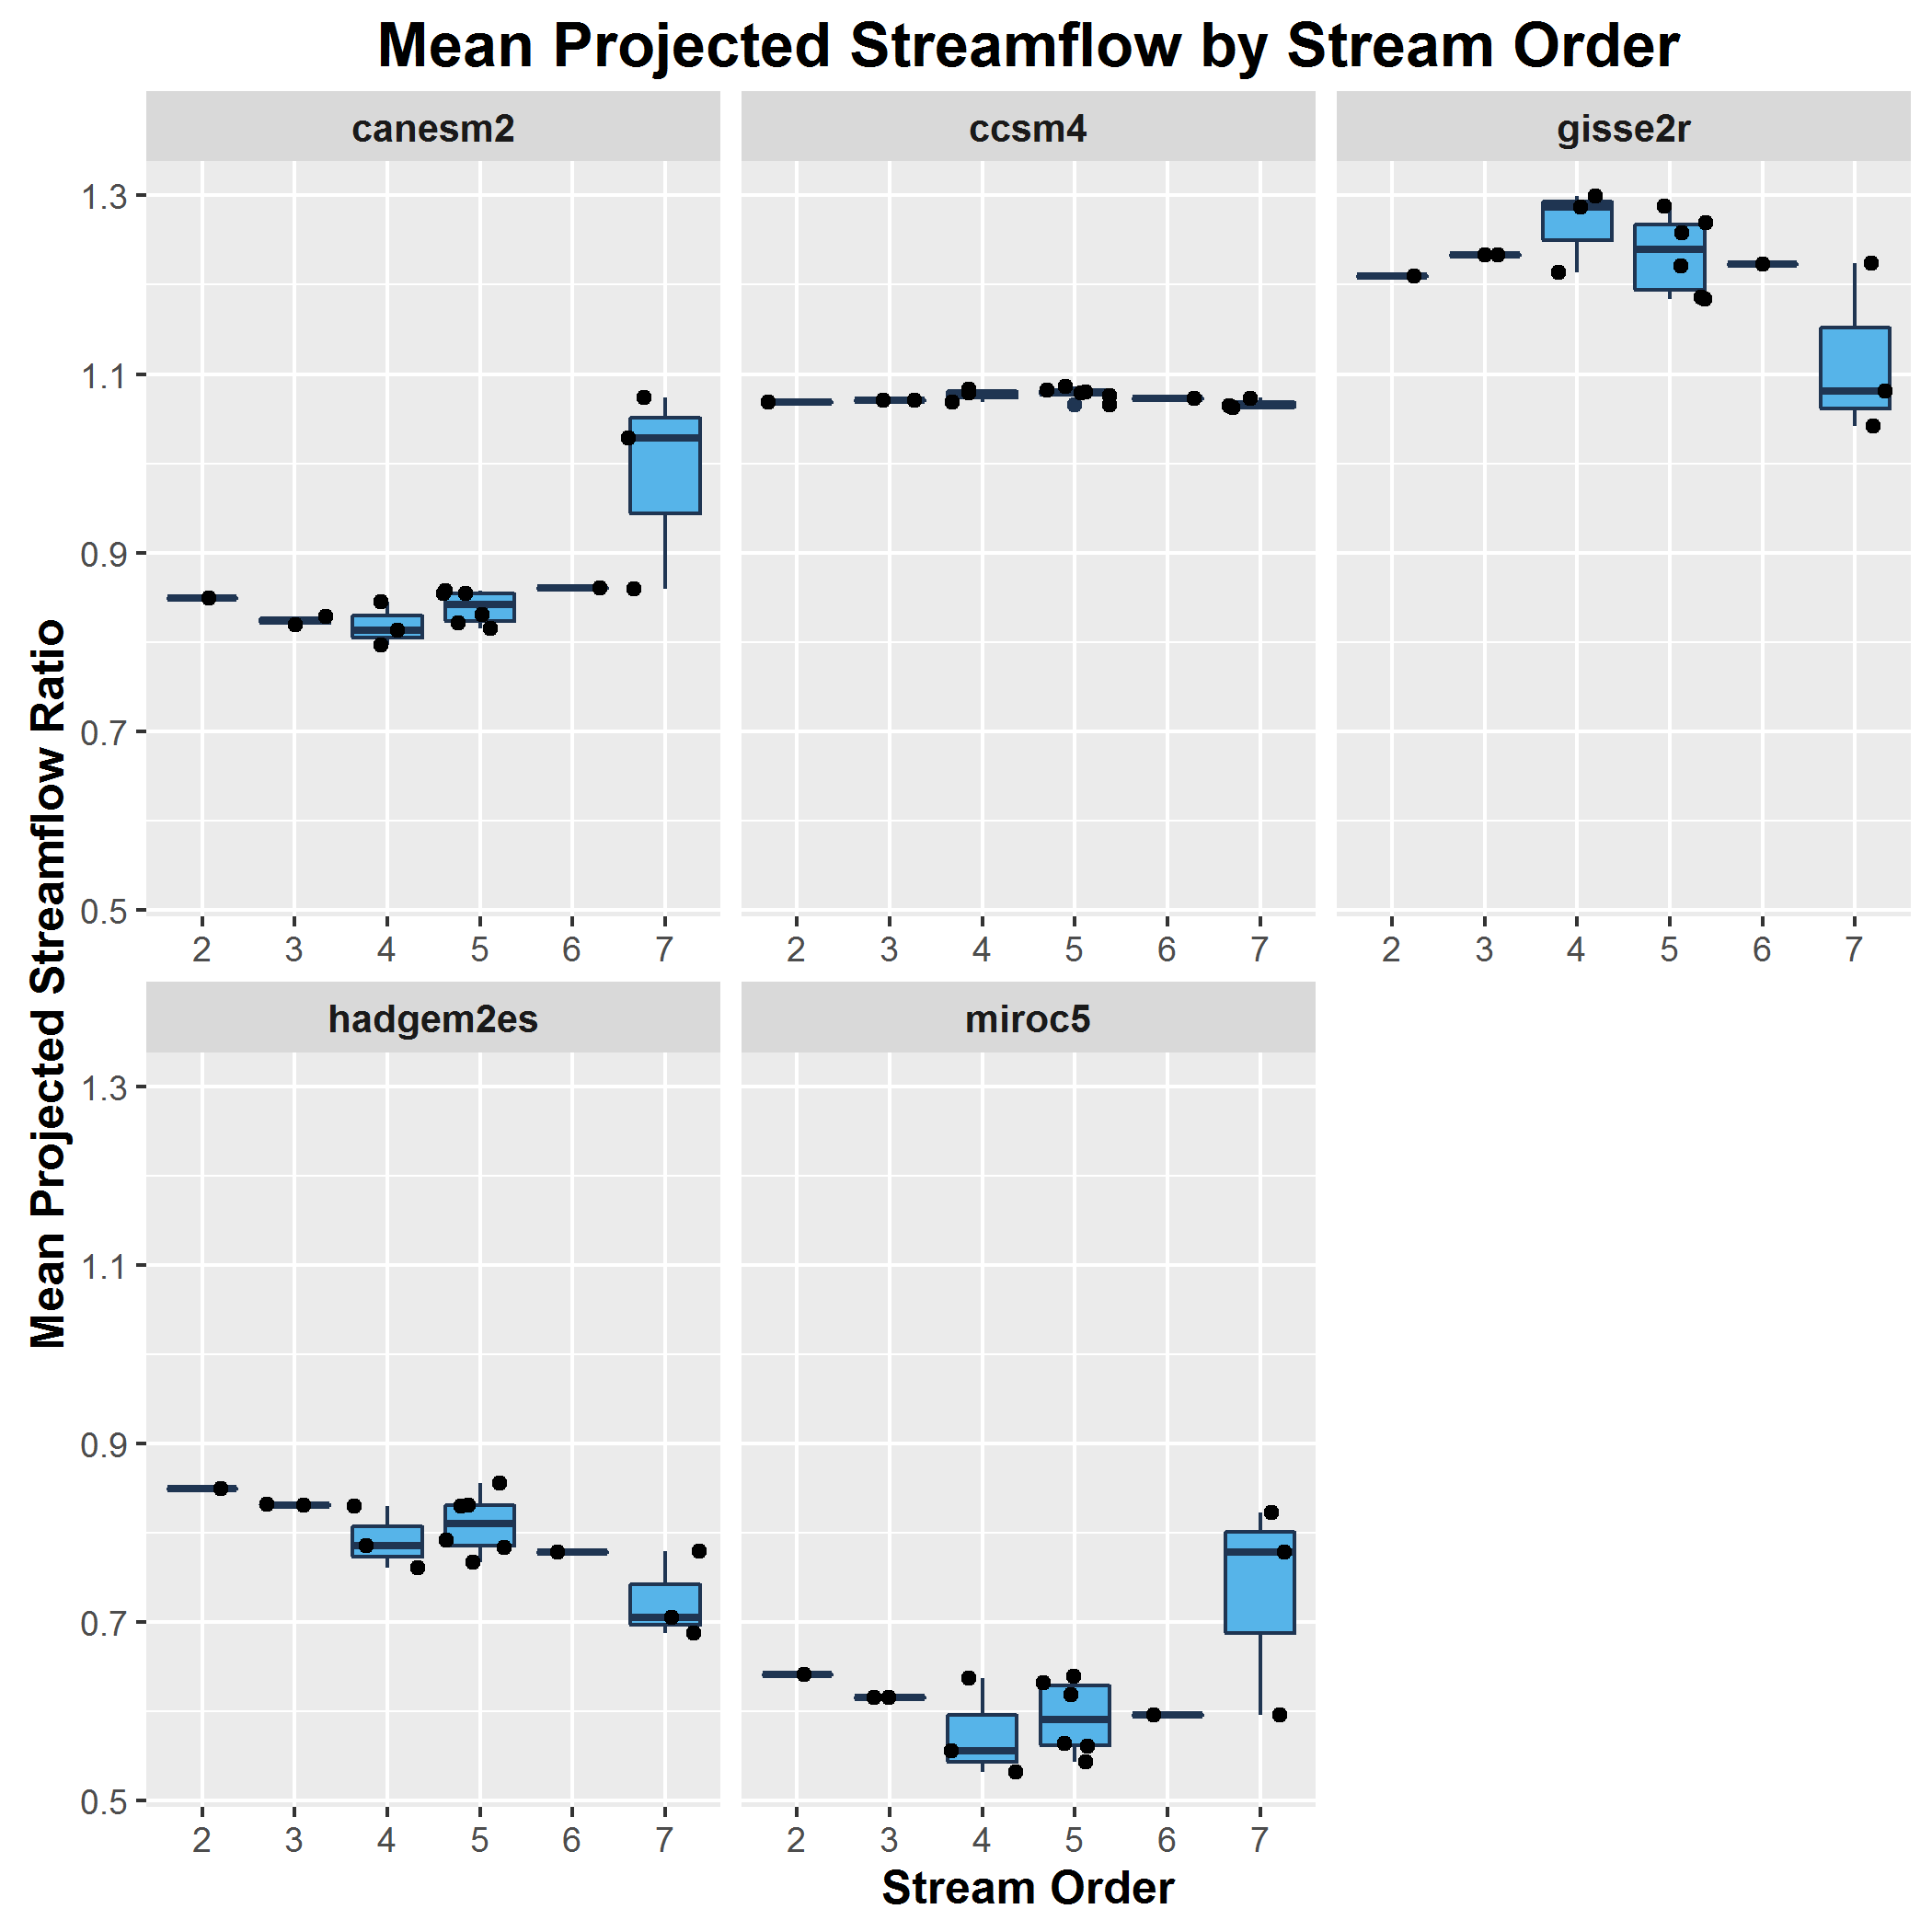 Mean Projected Streamflow by Stream Order
canesm2
ccsm4
gisse2r
1.3
1.1
0.9
0.7
0.5
2 3 4 5 6 7
2 3 4 5 6 7
2 3 4 5 6 7
Mean Projected Streamflow Ratio
hadgem2es
miroc5
1.3
1.1
0.9
0.7
0.5
2 3 4 5 6 7
2 3 4 5 6 7
Stream Order